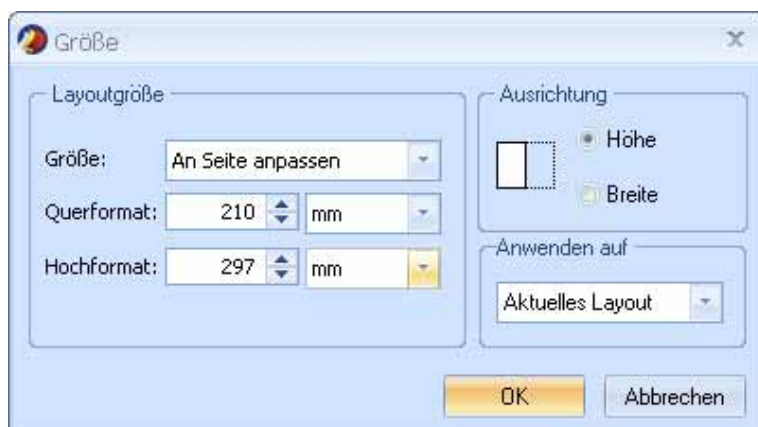 Größe
Layoutgröße
Größe: An Seite anpassen
Querformat: 210 mm
Hochformat: 297 mm
Ausrichtung
Höhe
Breite
Anwenden auf
Aktuelles Layout
OK Abbrechen